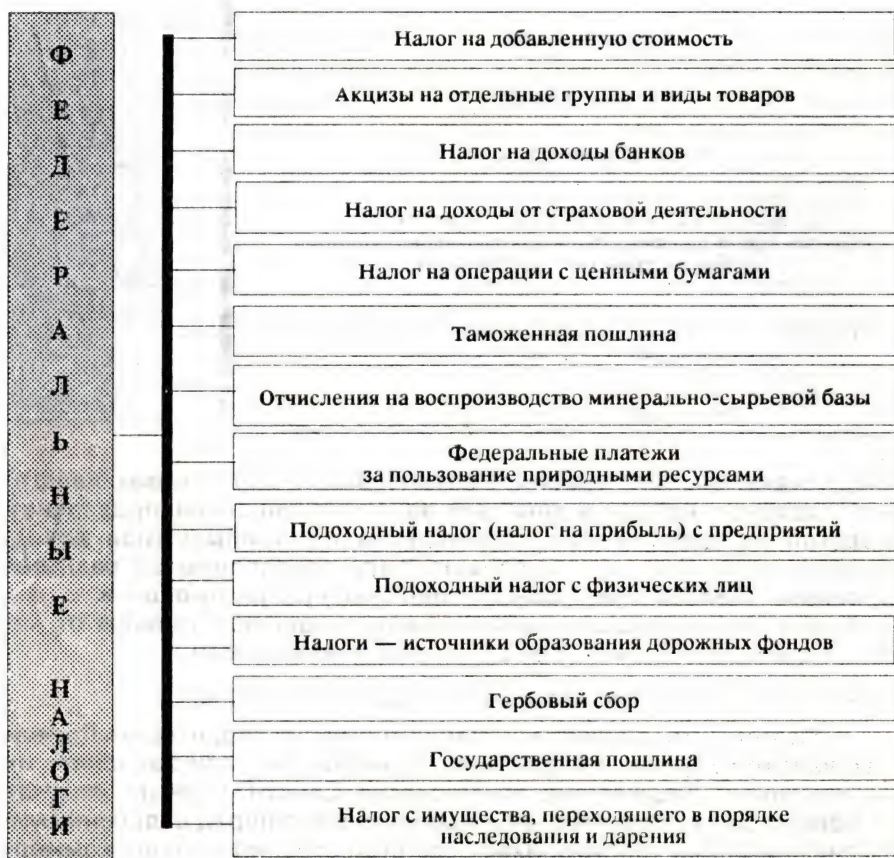 ФЕДЕРАЛЬНЫЕ НАЛОГИ
Налог на добавленную стоимость
Акцизы на отдельные группы и виды товаров
Налог на доходы банков
Налог на доходы от страховой деятельности
Налог на операции с ценными бумагами
Таможенная пошлина
Отчисления на воспроизводство минерально-сырьевой базы
Федеральные платежи
за пользование природными ресурсами
Подоходный налог (налог на прибыль) с предприятий
Подоходный налог с физических лиц
Налоги — источники образования дорожных фондов
Гербовый сбор
Государственная пошлина
Налог с имущества, переходящего в порядке
наследования и дарения